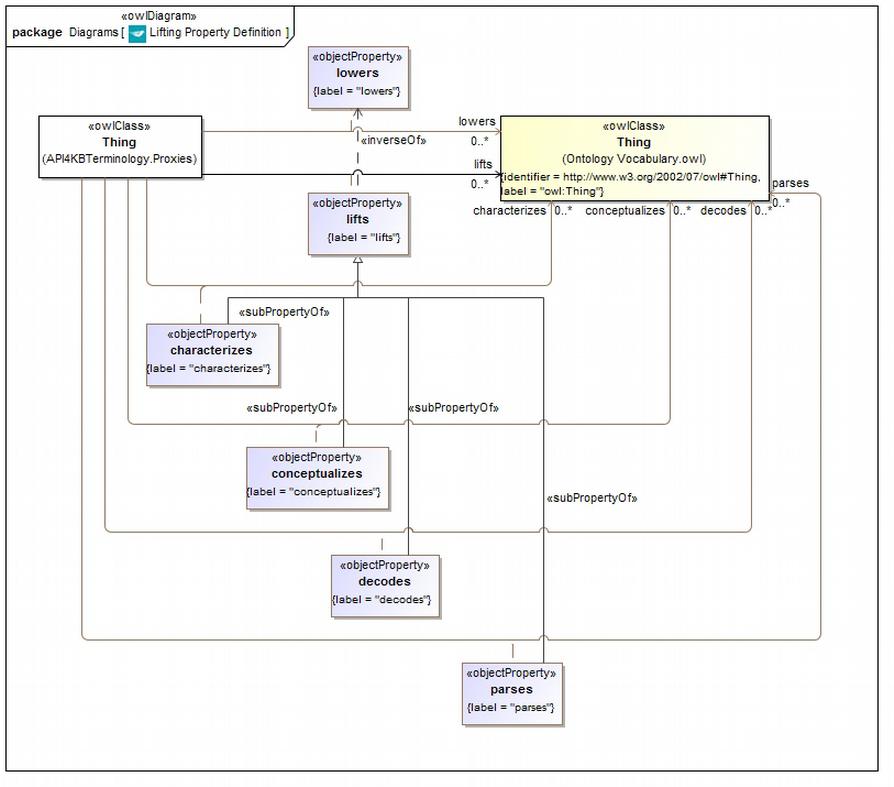 «owlDiagram»
package Diagrams [ Lifting Property Definition ]
«objectProperty»
lowers
{label = "lowers"}
«owlClass»
Thing
(API4KBTerminology.Proxies)
lowers
0..*
«inverseOf»
lifts
0..*
«owlClass»
Thing
(Ontology Vocabulary.owl)
{identifier = http://www.w3.org/2002/07/owl#Thing,
label = "owl:Thing"}
parses
0..*
characterizes 0..* conceptualizes 0..* decodes 0..*
«objectProperty»
lifts
{label = "lifts"}
«subPropertyOf»
«objectProperty»
characterizes
{label = "characterizes"}
«subPropertyOf» «subPropertyOf»
«objectProperty»
conceptualizes
{label = "conceptualizes"}
«subPropertyOf»
«objectProperty»
decodes
{label = "decodes"}
«objectProperty»
parses
{label = "parses"}